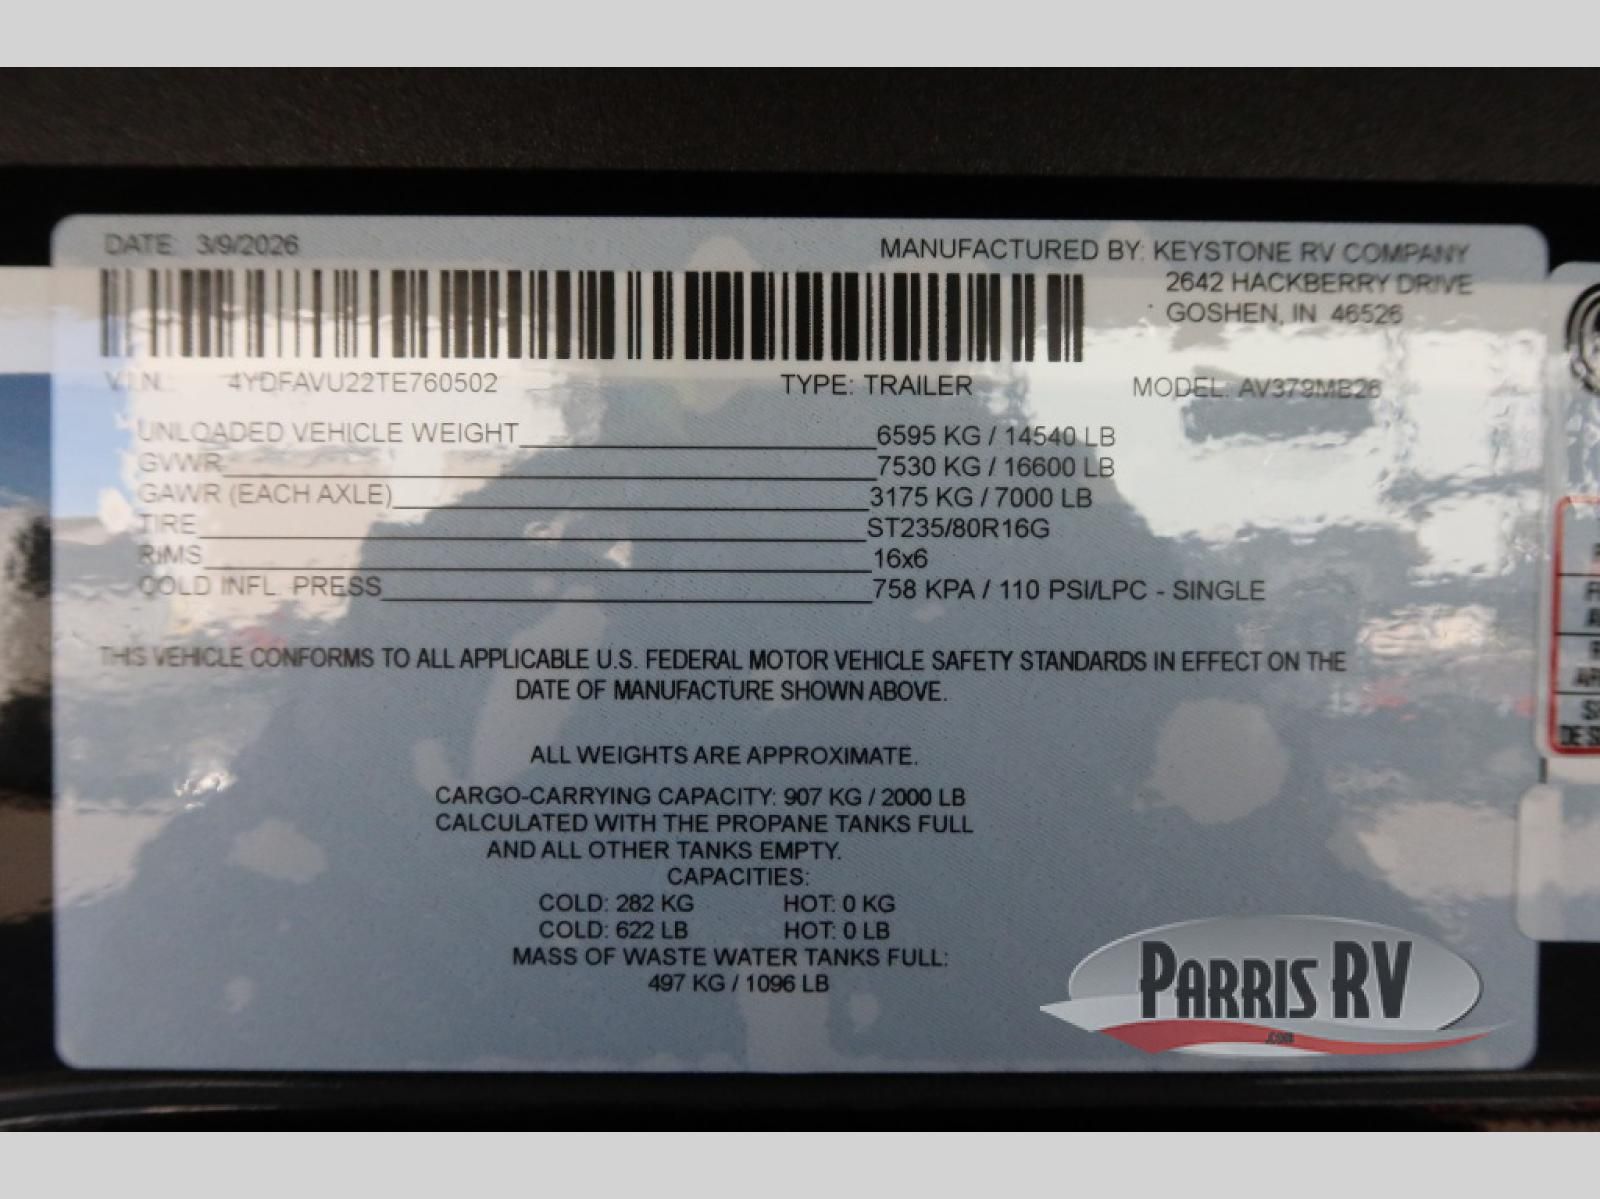 DATE: 3/9/2026
MANUFACTURED BY: KEYSTONE RV COMPANY
2642 HACKBERRY DRIVE
GOSHEN, IN 46526
V.I.N.: 4YDFAVU22TE760502 TYPE: TRAILER MODEL: AV379MB26
UNLOADED VEHICLE WEIGHT 6595 KG / 14540 LB
GVWR 7530 KG / 16600 LB
GAWR (EACH AXLE) 3175 KG / 7000 LB
TIRE ST235/80R16G
RIMS 16x6
COLD INFL. PRESS 758 KPA / 110 PSI/LPC - SINGLE
THIS VEHICLE CONFORMS TO ALL APPLICABLE U.S. FEDERAL MOTOR VEHICLE SAFETY STANDARDS IN EFFECT ON THE
DATE OF MANUFACTURE SHOWN ABOVE.
ALL WEIGHTS ARE APPROXIMATE.
CARGO-CARRYING CAPACITY: 907 KG / 2000 LB
CALCULATED WITH THE PROPANE TANKS FULL
AND ALL OTHER TANKS EMPTY.
CAPACITIES:
COLD: 282 KG HOT: 0 KG
COLD: 622 LB HOT: 0 LB
MASS OF WASTE WATER TANKS FULL:
497 KG / 1096 LB
PARRIS RV
.COM